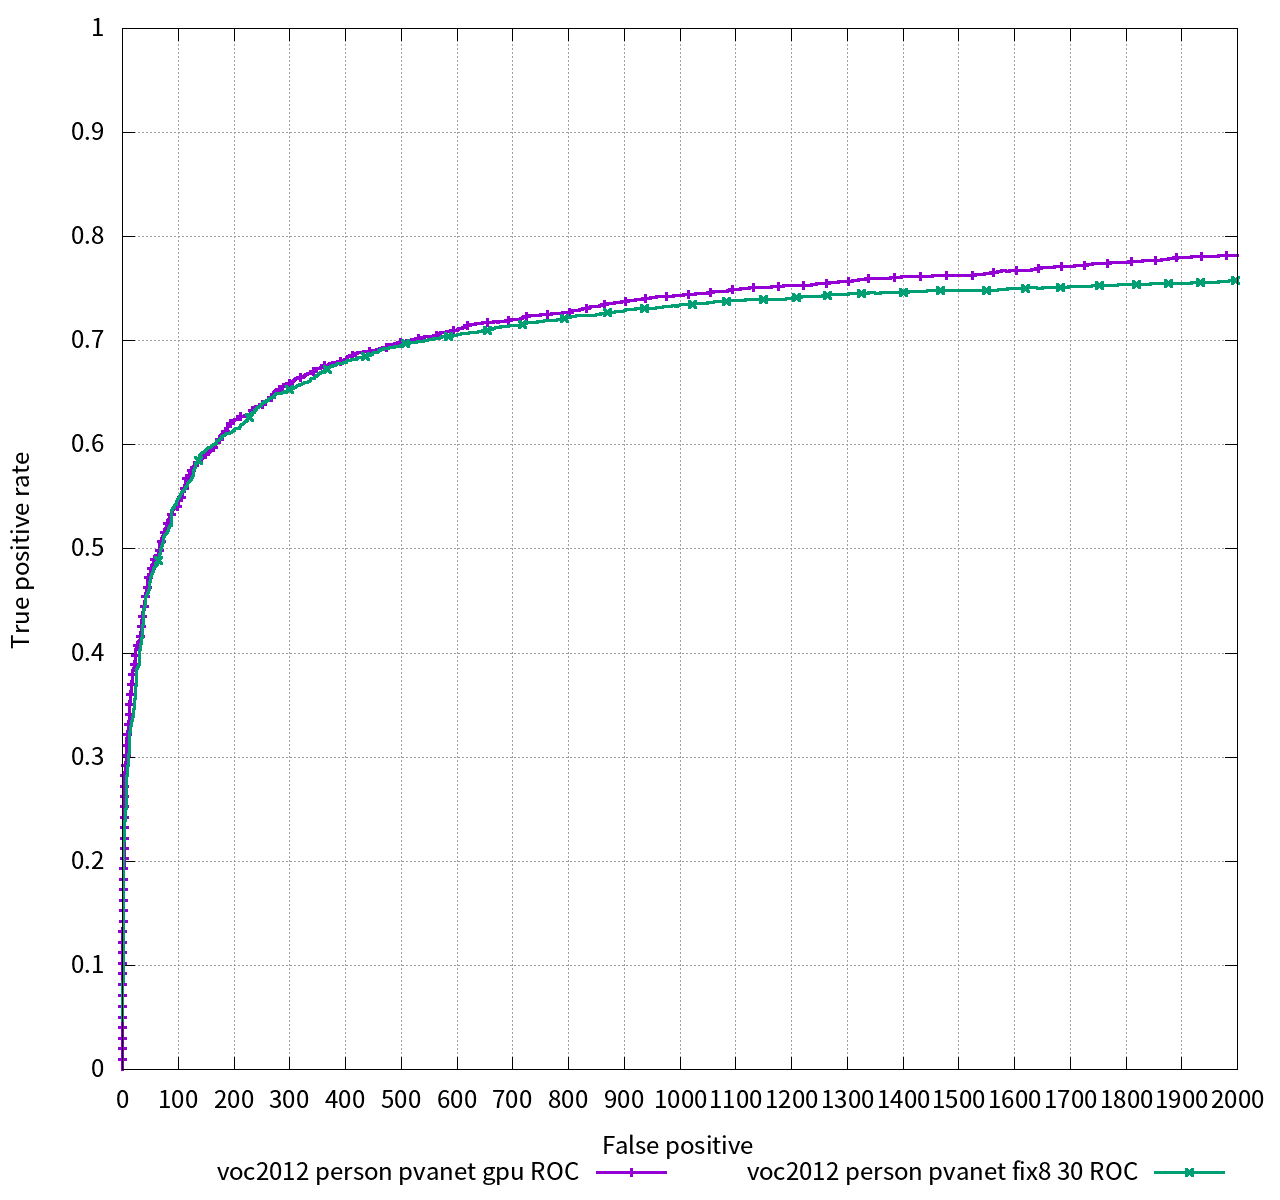 1
0.9
0.8
0.7
0.6
0.5
0.4
0.3
0.2
0.1
0
True positive rate
0 100 200 300 400 500 600 700 800 900 1000 1100 1200 1300 1400 1500 1600 1700 1800 1900 2000
False positive
voc2012 person pvanet gpu ROC voc2012 person pvanet fix8 30 ROC